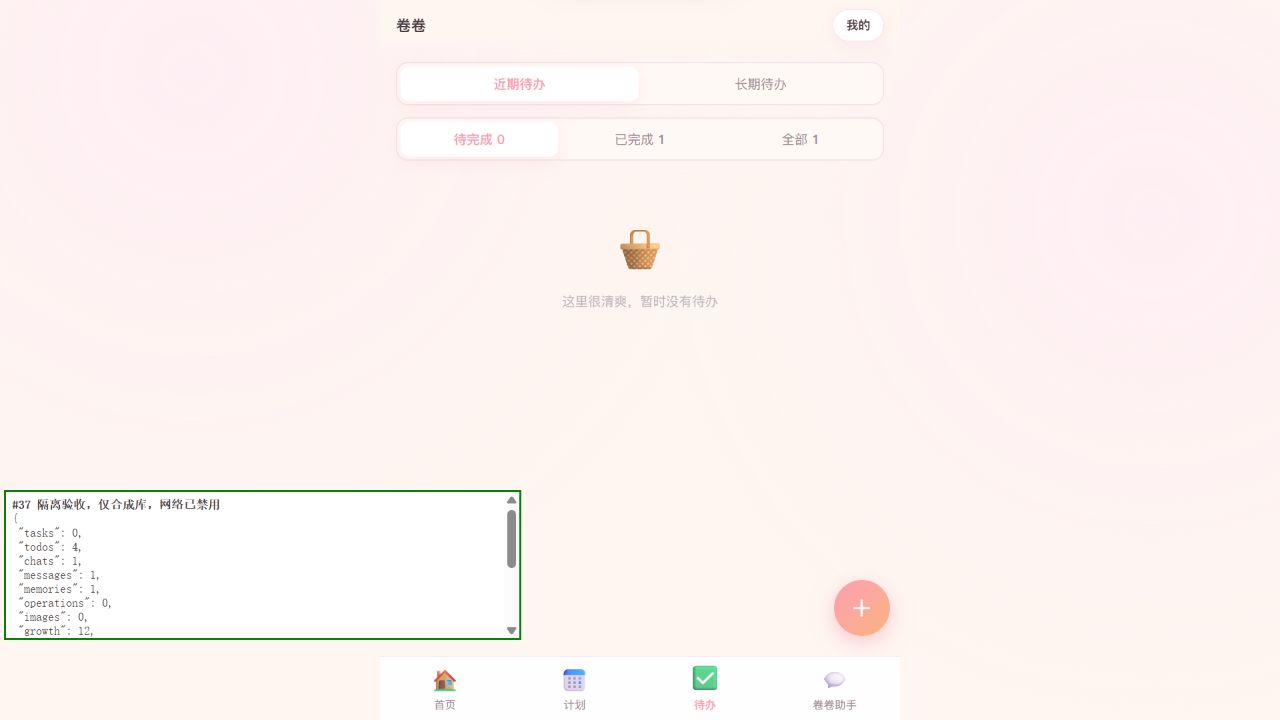 卷卷
我的
近期待办
长期待办
待完成 0
已完成 1
全部 1
这里很清爽，暂时没有待办
#37 隔离验收，仅合成库，网络已禁用
{
"tasks": 0,
"todos": 4,
"chats": 1,
"messages": 1,
"memories": 1,
"operations": 0,
"images": 0,
"growth": 12,
首页
计划
待办
卷卷助手